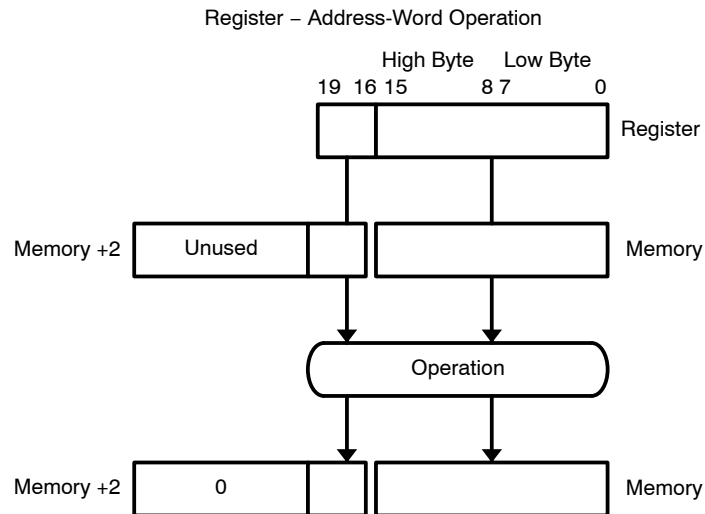 Register – Address-Word Operation
High Byte Low Byte
19 16 15 8 7 0
Register
Memory +2 Unused Memory
Operation
Memory +2 0 Memory